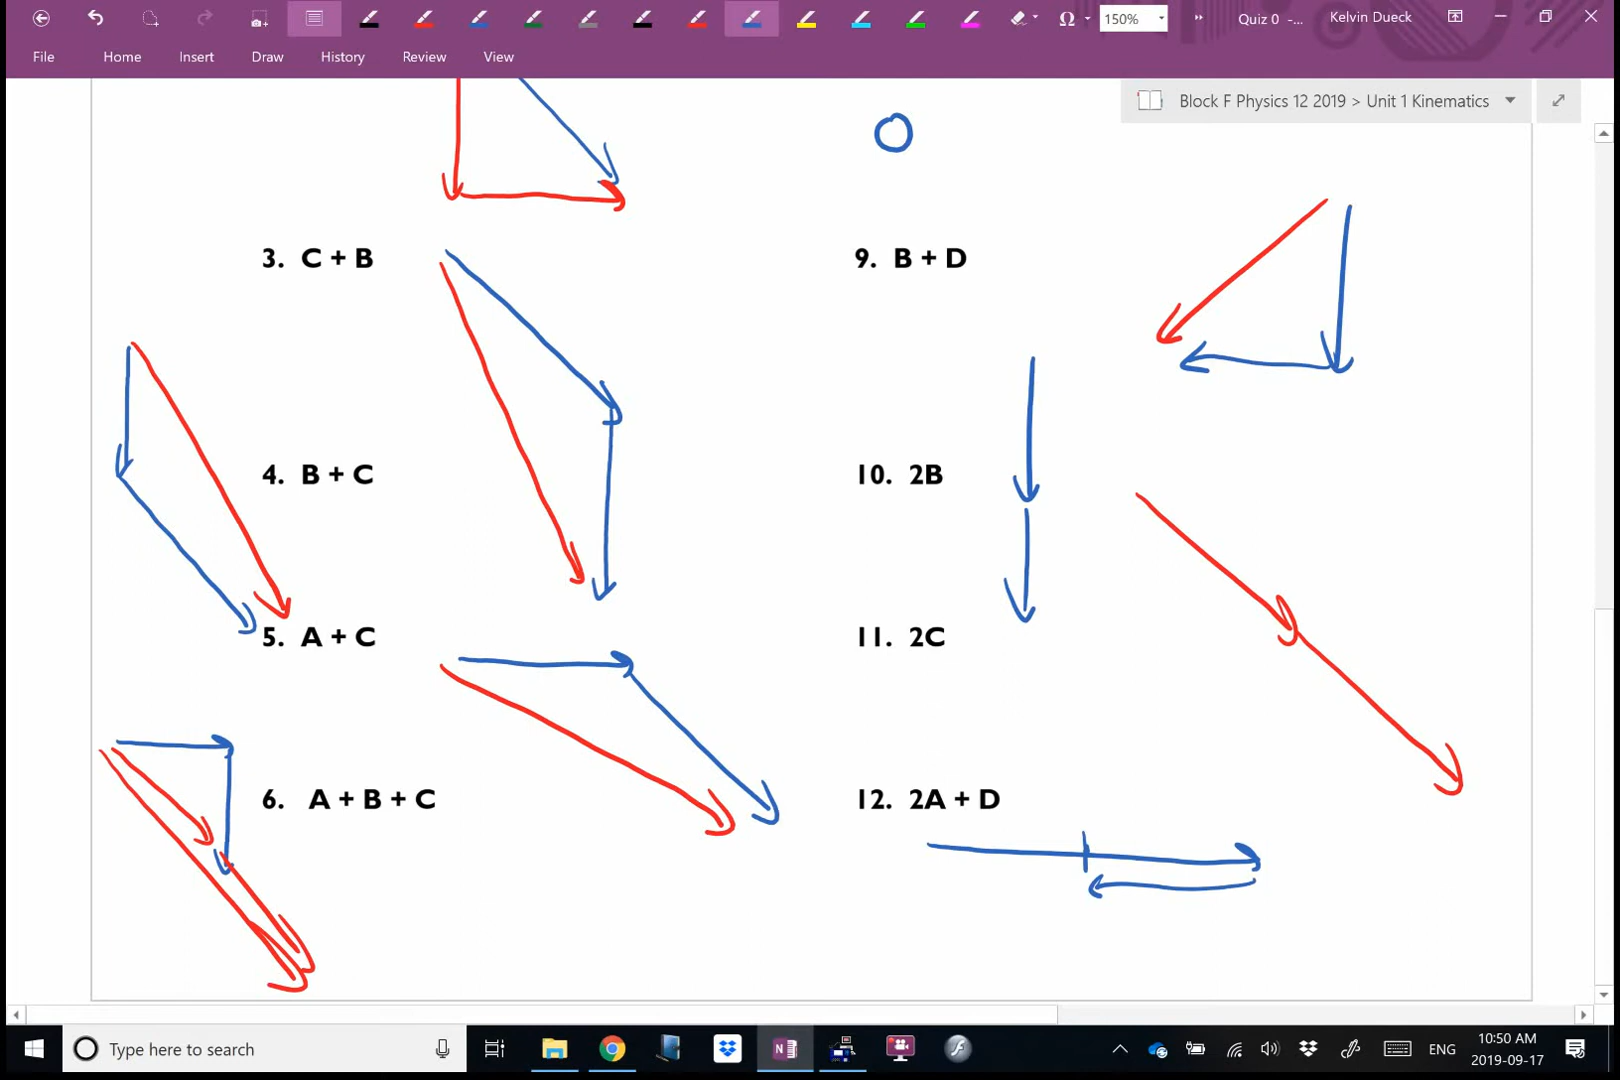 150%
Quiz 0 -...
Kelvin Dueck
File
Home
Insert
Draw
History
Review
View
Block F Physics 12 2019 > Unit 1 Kinematics
3. C + B
4. B + C
5. A + C
6. A + B + C
9. B + D
10. 2B
11. 2C
12. 2A + D
Type here to search
ENG
10:50 AM
2019-09-17